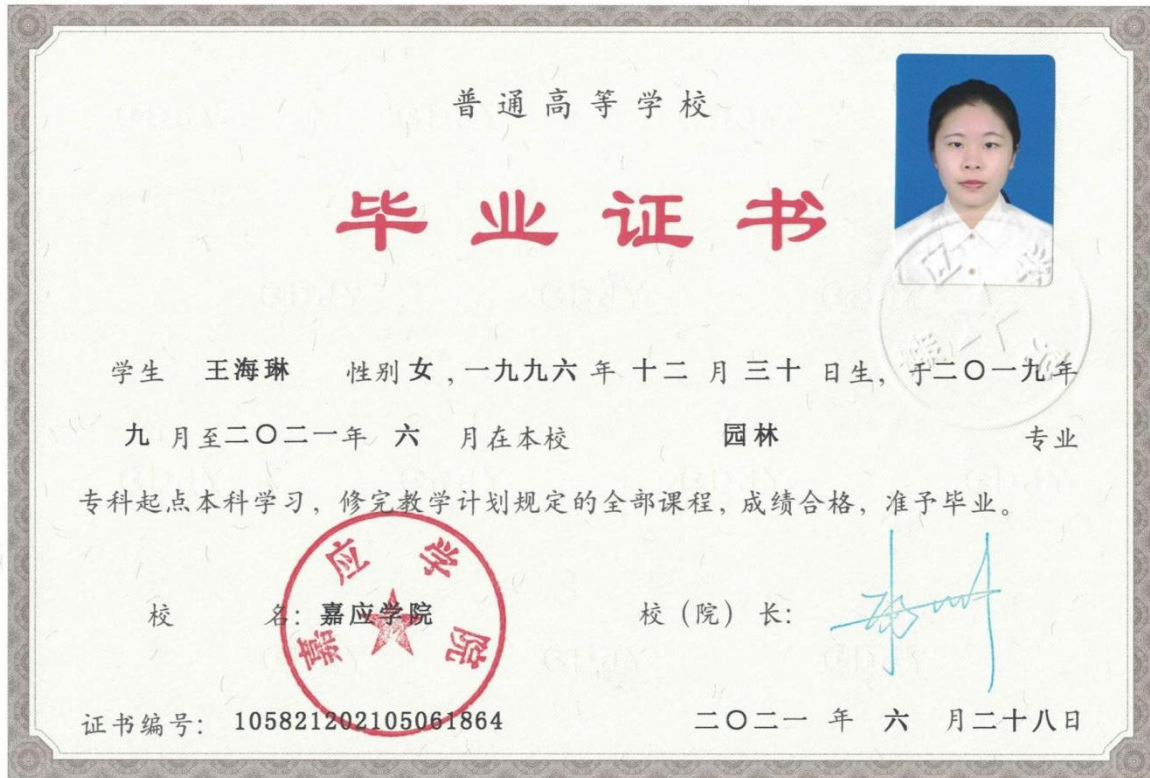 普通高等学校
毕业证书
学生 王海琳 性别 女 , 一九九六 年 十二 月 三十 日生, 于二〇一九年
九 月至二〇二一年 六 月在本校 园林 专业
专科起点本科学习, 修完教学计划规定的全部课程, 成绩合格, 准予毕业。
嘉应学院
校 名: 嘉应学院 校 (院) 长:
证书编号: 105821202105061864 二〇二一 年 六 月二十八日